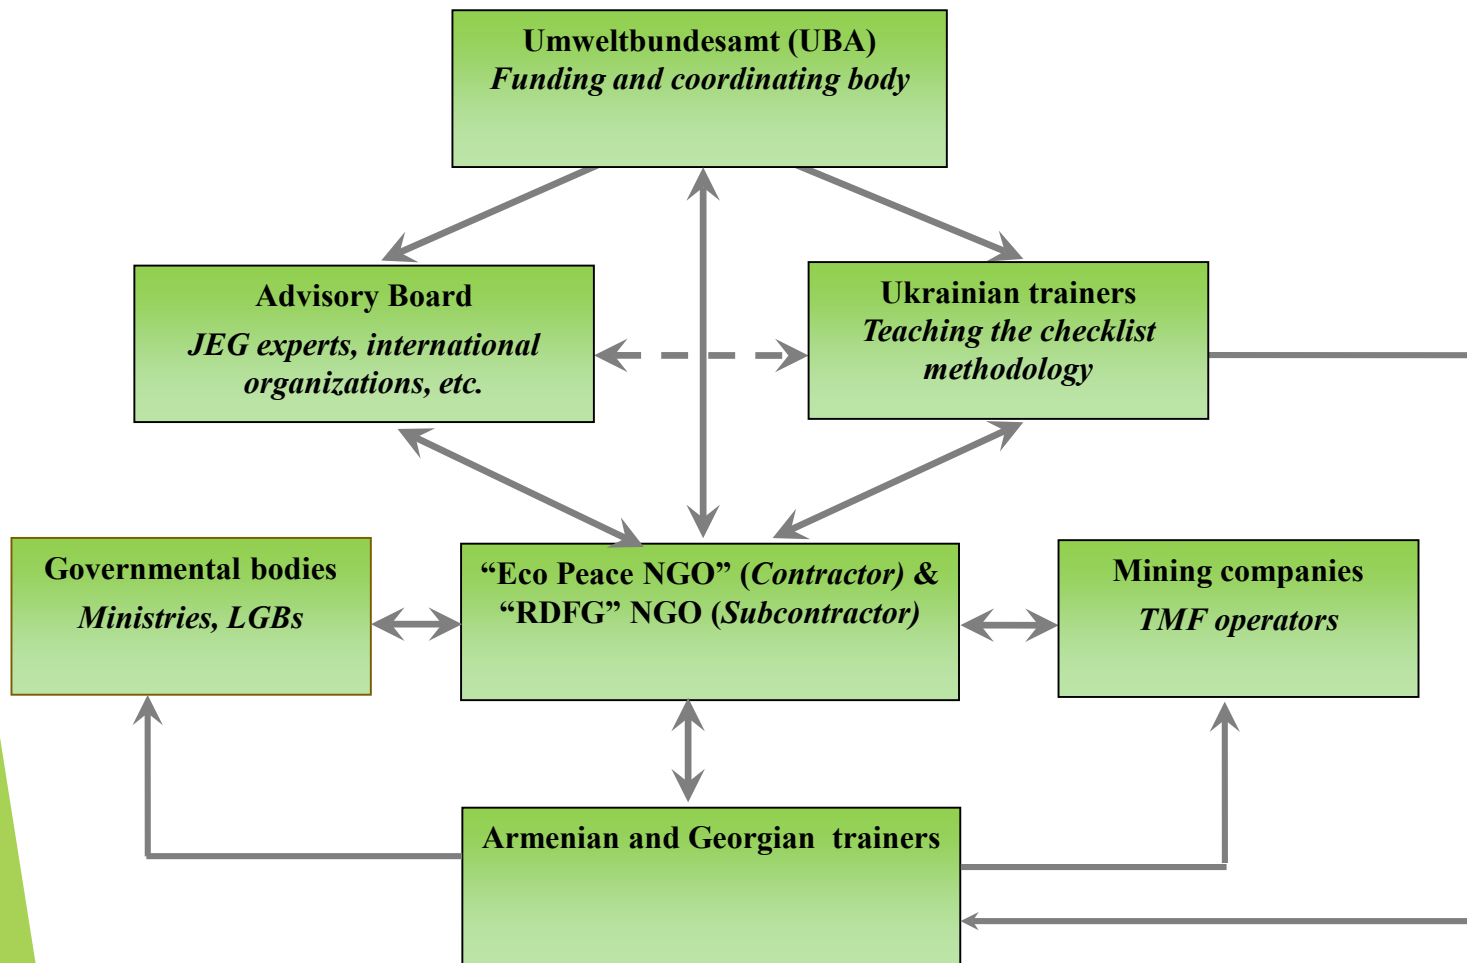 Umweltbundesamt (UBA)
Funding and coordinating body
Advisory Board
JEG experts, international
organizations, etc.
Ukrainian trainers
Teaching the checklist
methodology
Governmental bodies
Ministries, LGBs
“Eco Peace NGO” (Contractor) &
“RDFG” NGO (Subcontractor)
Mining companies
TMF operators
Armenian and Georgian  trainers